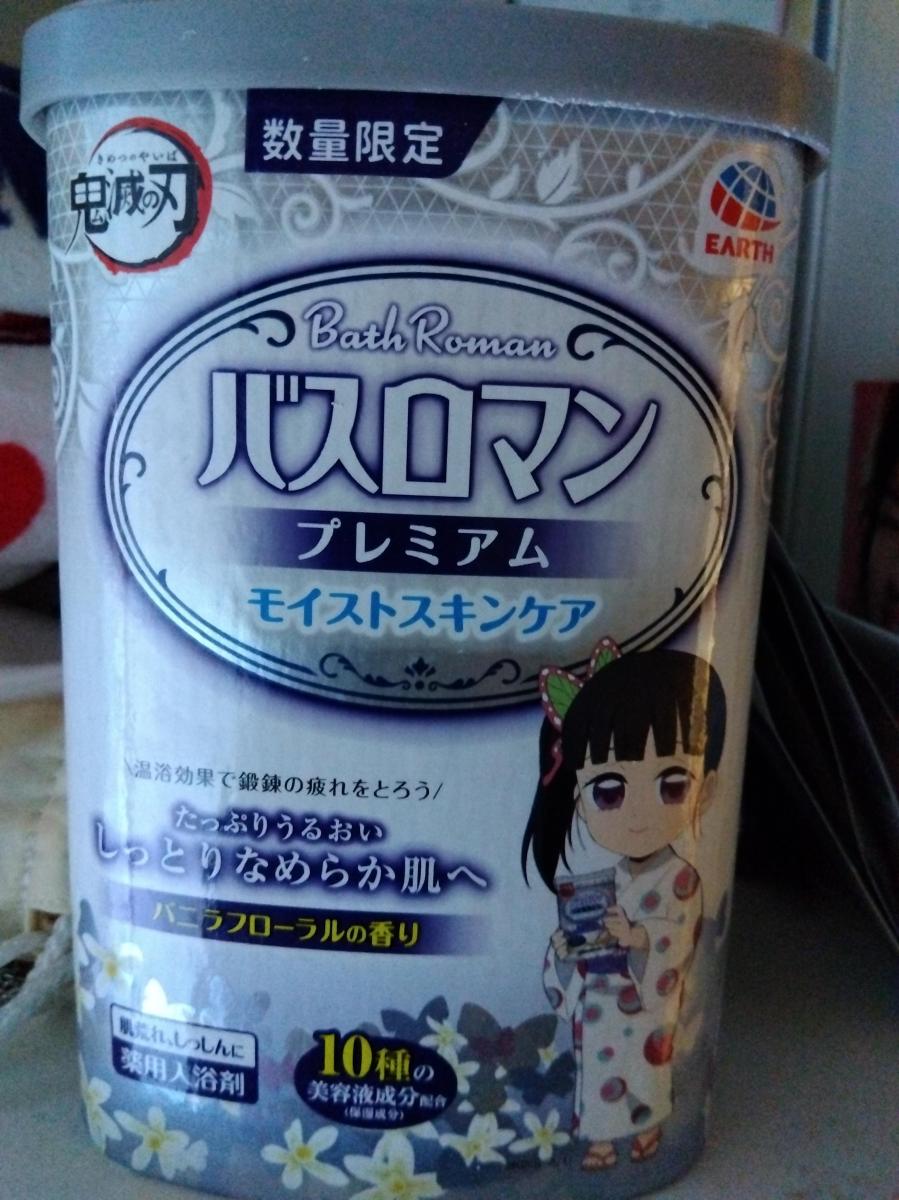 数量限定
きめつのやいば
鬼滅の刃
EARTH
Bath Roman
バスロマン
プレミアム
モイストスキンケア
\温浴効果で鍛錬の疲れをとろう/
たっぷりうるおい
しっとりなめらか肌へ
バニラフローラルの香り
肌荒れ、しっしんに
薬用入浴剤
10種の
美容液成分配合
(保湿成分)